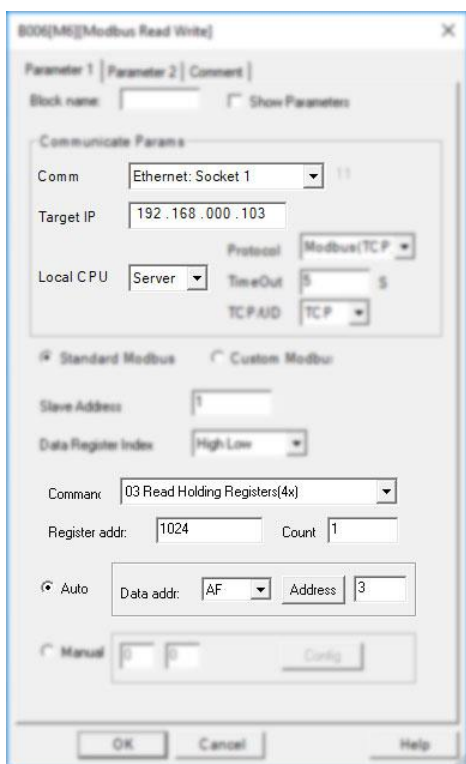 B006[M6][Modbus Read Write]
Parameter 1 Parameter 2 Comment
Block name: Show Parameters
Communicate Params
Comm Ethernet: Socket 1 11
Target IP 192 . 168 . 000 . 103
Protocol Modbus(TCP
Local CPU Server TimeOut 5 S
TCP/UD TCP
Standard Modbus Custom Modbu
Slave Address 1
Data Register Index High Low
Comman 03 Read Holding Registers(4x)
Register addr: 1024 Count 1
Auto Data addr: AF Address 3
Manual 0 0 Config
OK Cancel Help